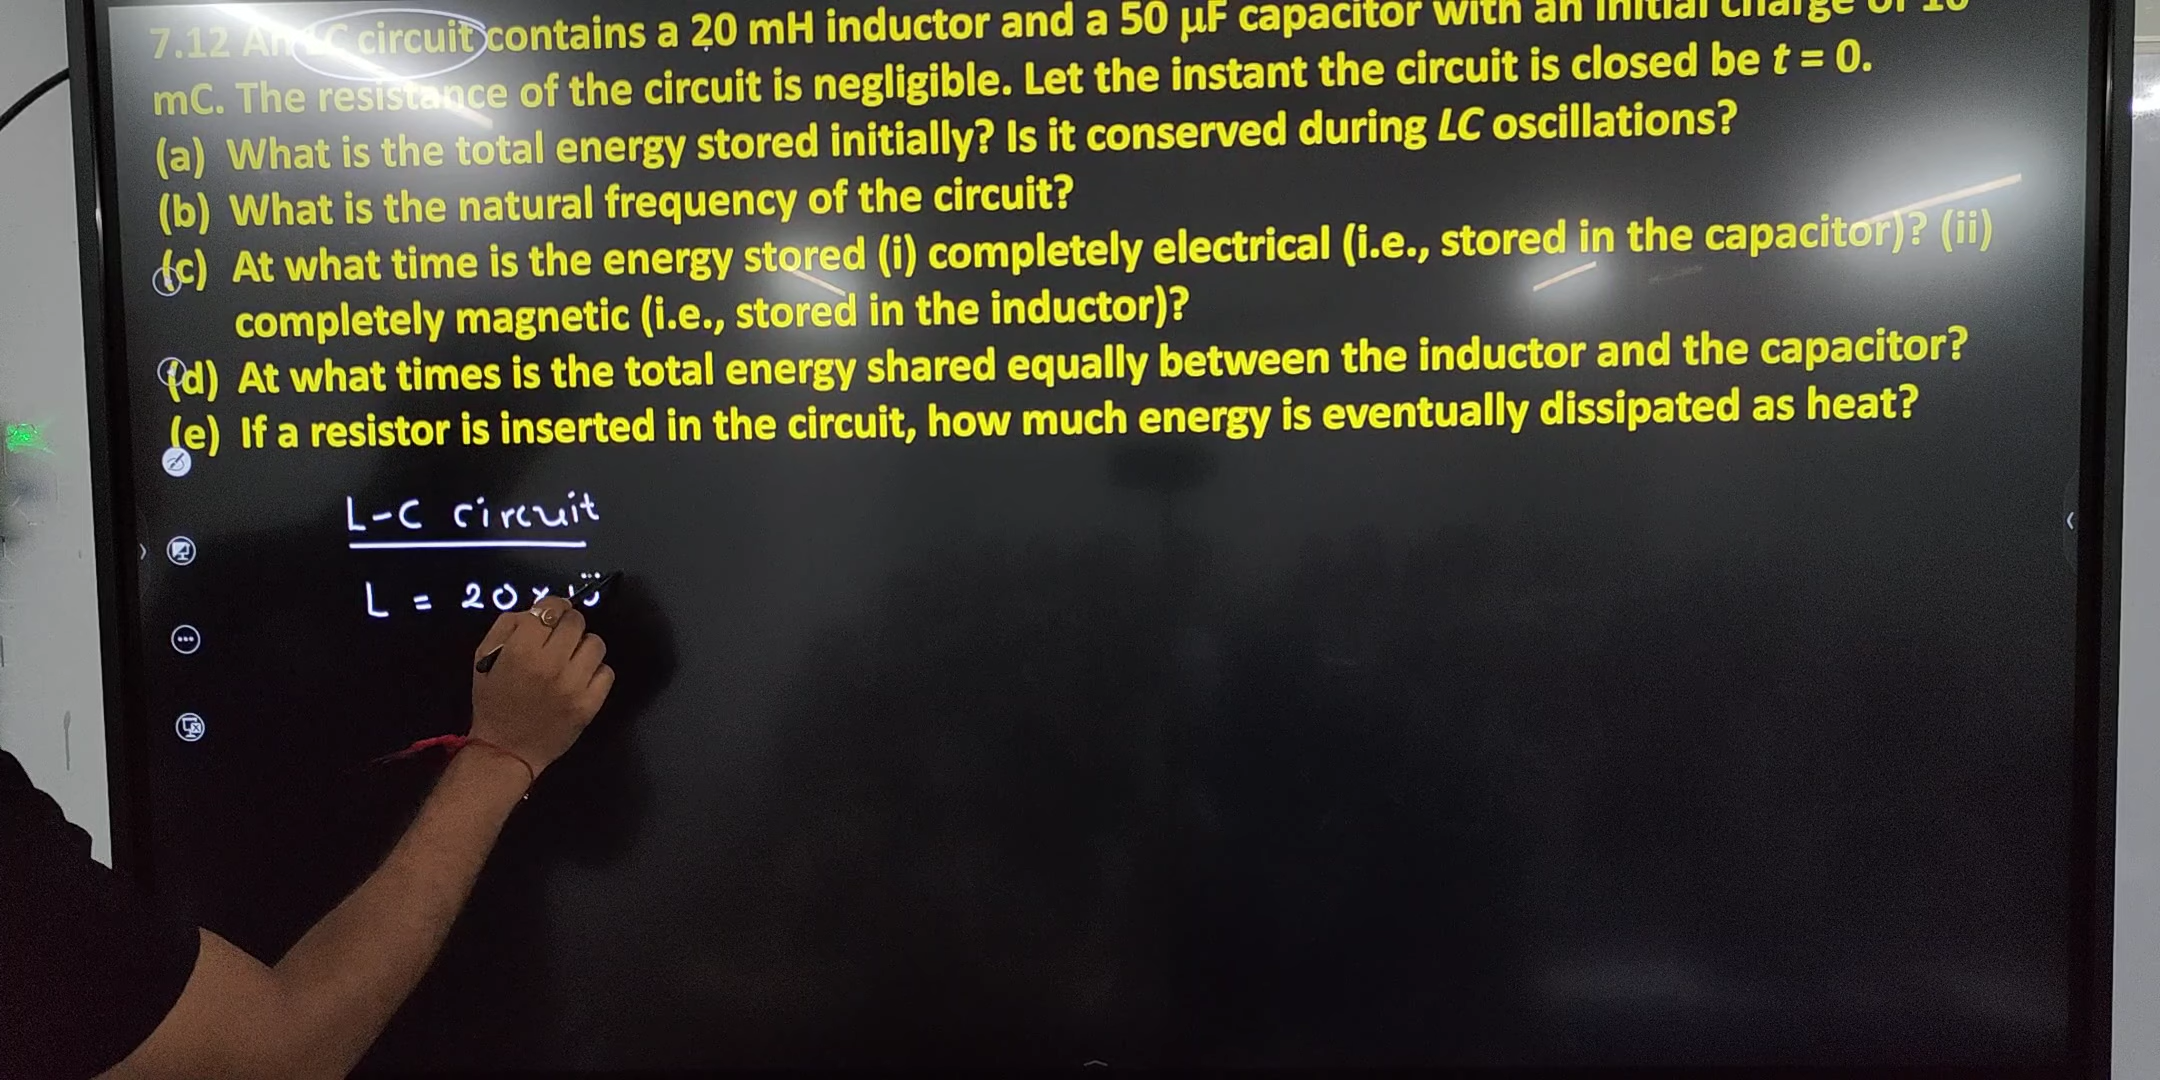 7.12 An LC circuit contains a 20 mH inductor and a 50 μF capacitor with an initial charge of 10
mC. The resistance of the circuit is negligible. Let the instant the circuit is closed be t = 0.
(a) What is the total energy stored initially? Is it conserved during LC oscillations?
(b) What is the natural frequency of the circuit?
(c) At what time is the energy stored (i) completely electrical (i.e., stored in the capacitor)? (ii)
completely magnetic (i.e., stored in the inductor)?
(d) At what times is the total energy shared equally between the inductor and the capacitor?
(e) If a resistor is inserted in the circuit, how much energy is eventually dissipated as heat?
L-C circuit
L = 20 ×